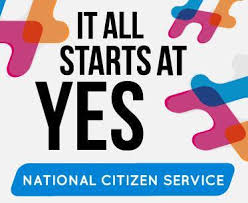 IT ALL
STARTS AT
YES
NATIONAL CITIZEN SERVICE